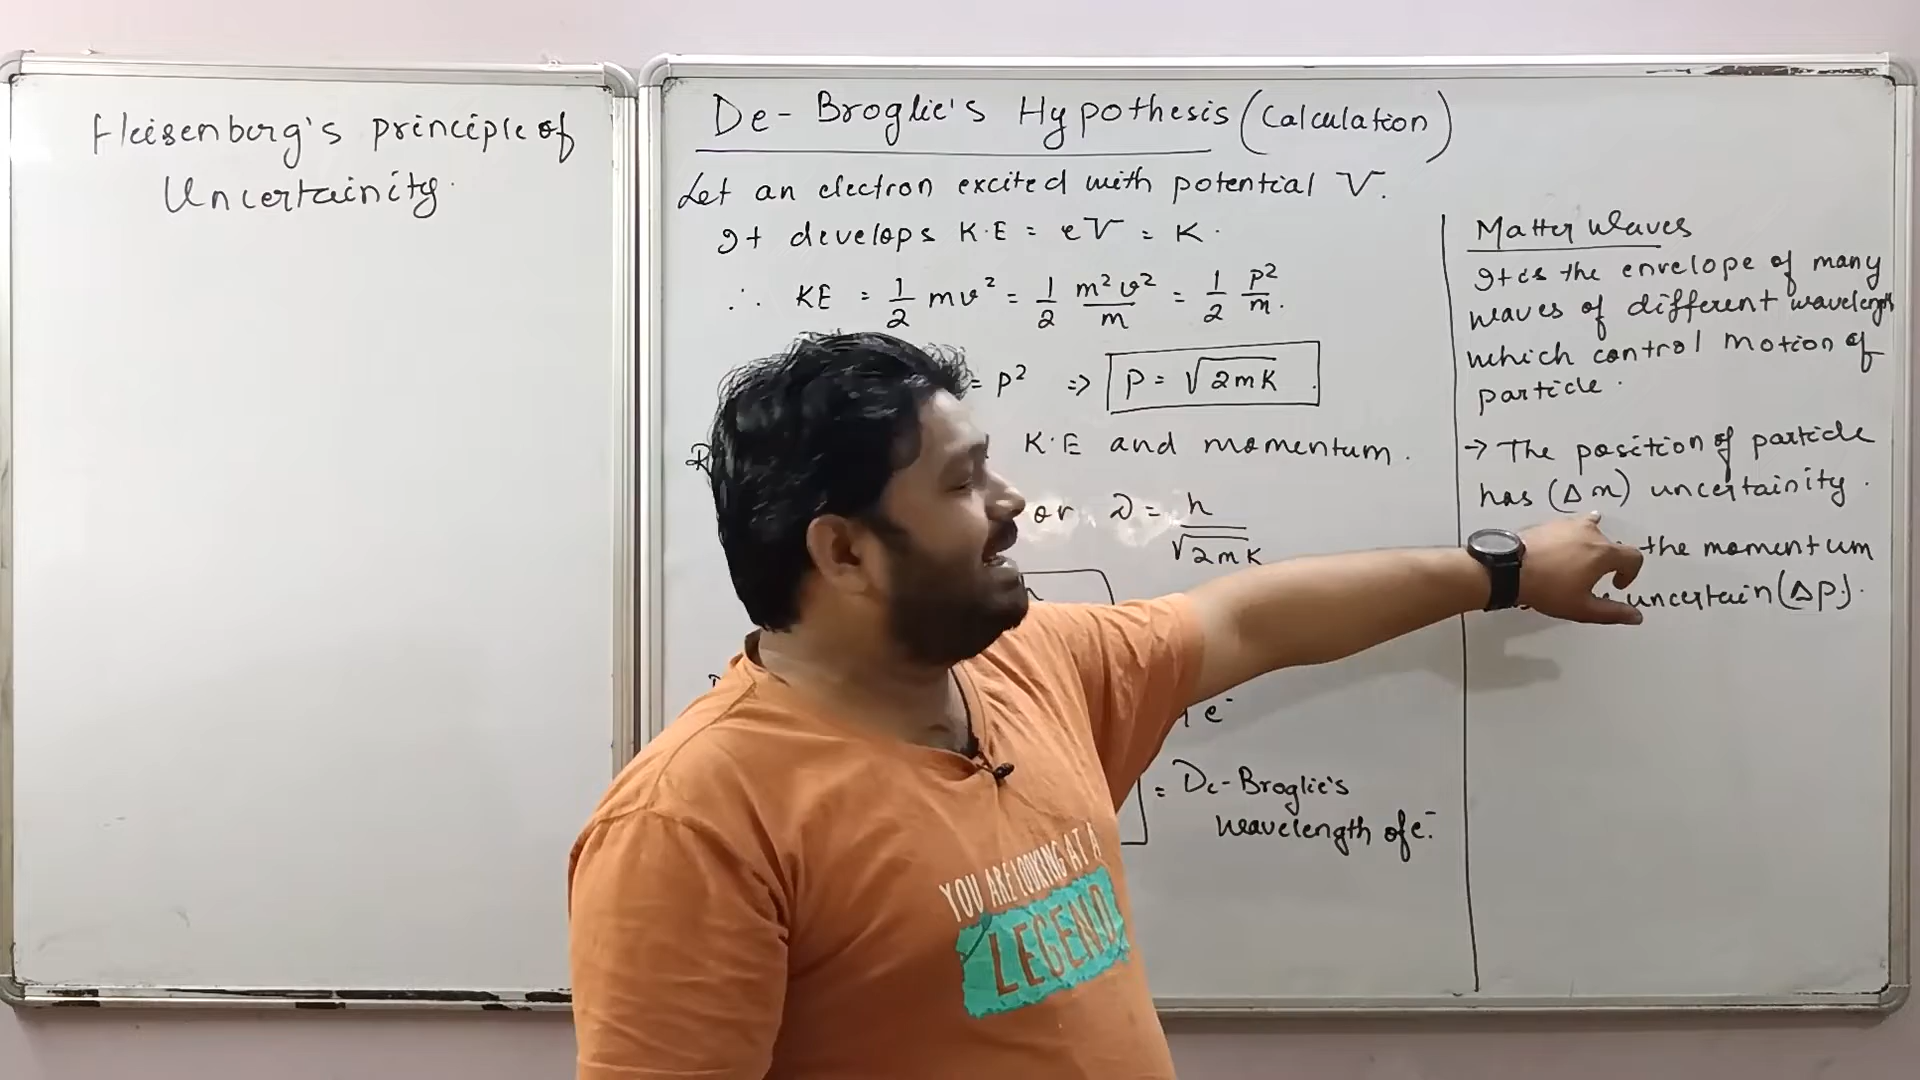 Heisenberg's principle of
Uncertainity.
De-Broglie's Hypothesis (Calculation)
Let an electron excited with potential V.
It develops K.E = eV = K.
∴ KE = 1/2 mv² = 1/2 m²v²/m = 1/2 p²/m.
= p² => P = √2mK.
K.E and momentum.
or λ = h/√2mK
e⁻
= De-Broglie's
wavelength of e⁻.
Matter Waves
It is the envelope of many
waves of different wavelength
which control motion of
particle.
→ The position of particle
has (Δx) uncertainity.
the momentum
uncertain (Δp).
YOU ARE LOOKING AT A
LEGEND